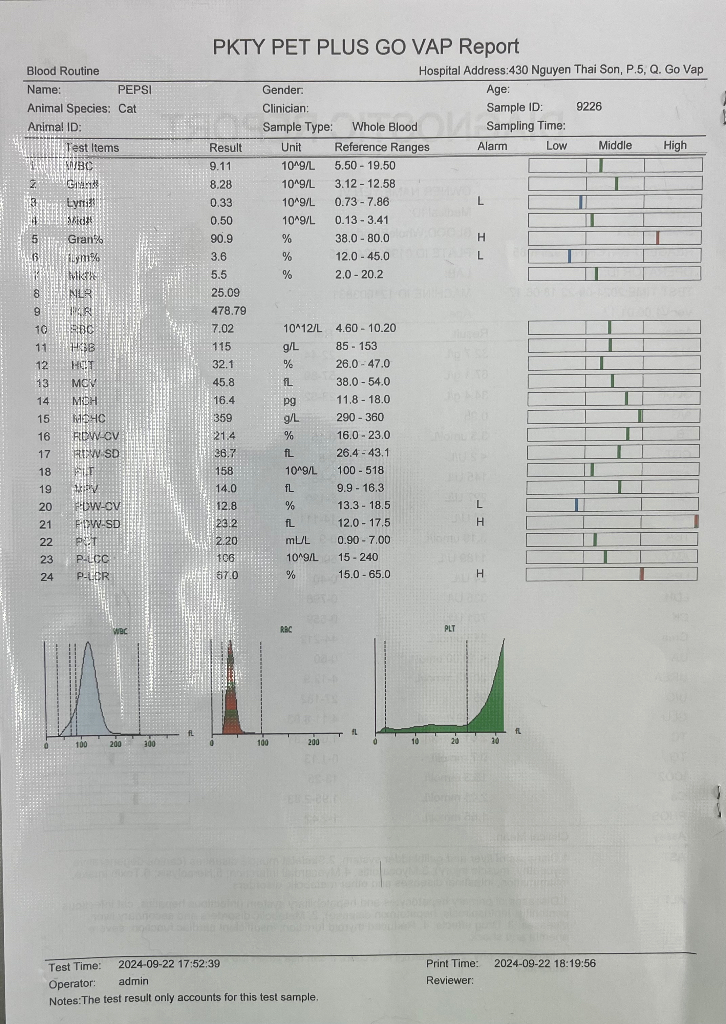 PKTY PET PLUS GO VAP Report
Blood Routine Hospital Address:430 Nguyen Thai Son, P.5, Q. Go Vap
Name: PEPSI Gender: Age:
Animal Species: Cat Clinician: Sample ID: 9226
Animal ID: Sample Type: Whole Blood Sampling Time:
Test Items Result Unit Reference Ranges Alarm Low Middle High
1 WBC 9.11 10^9/L 5.50 - 19.50
2 Gran# 8.28 10^9/L 3.12 - 12.58
3 Lym# 0.33 10^9/L 0.73 - 7.86 L
4 Mid# 0.50 10^9/L 0.13 - 3.41
5 Gran% 90.9 % 38.0 - 80.0 H
6 Lym% 3.6 % 12.0 - 45.0 L
7 Mid% 5.5 % 2.0 - 20.2
8 NLR 25.09
9 PLR 478.79
10 RBC 7.02 10^12/L 4.60 - 10.20
11 HGB 115 g/L 85 - 153
12 HCT 32.1 % 26.0 - 47.0
13 MCV 45.8 fL 38.0 - 54.0
14 MCH 16.4 pg 11.8 - 18.0
15 MCHC 359 g/L 290 - 360
16 RDW-CV 21.4 % 16.0 - 23.0
17 RDW-SD 36.7 fL 26.4 - 43.1
18 PLT 158 10^9/L 100 - 518
19 MPV 14.0 fL 9.9 - 16.3
20 PDW-CV 12.8 % 13.3 - 18.5 L
21 PDW-SD 23.2 fL 12.0 - 17.5 H
22 PCT 2.20 mL/L 0.90 - 7.00
23 P-LCC 106 10^9/L 15 - 240
24 P-LCR 67.0 % 15.0 - 65.0 H
WBC RBC PLT
0 100 200 300 fL 0 100 200 fL 0 10 20 30 fL
Test Time: 2024-09-22 17:52:39 Print Time: 2024-09-22 18:19:56
Operator: admin Reviewer:
Notes:The test result only accounts for this test sample.